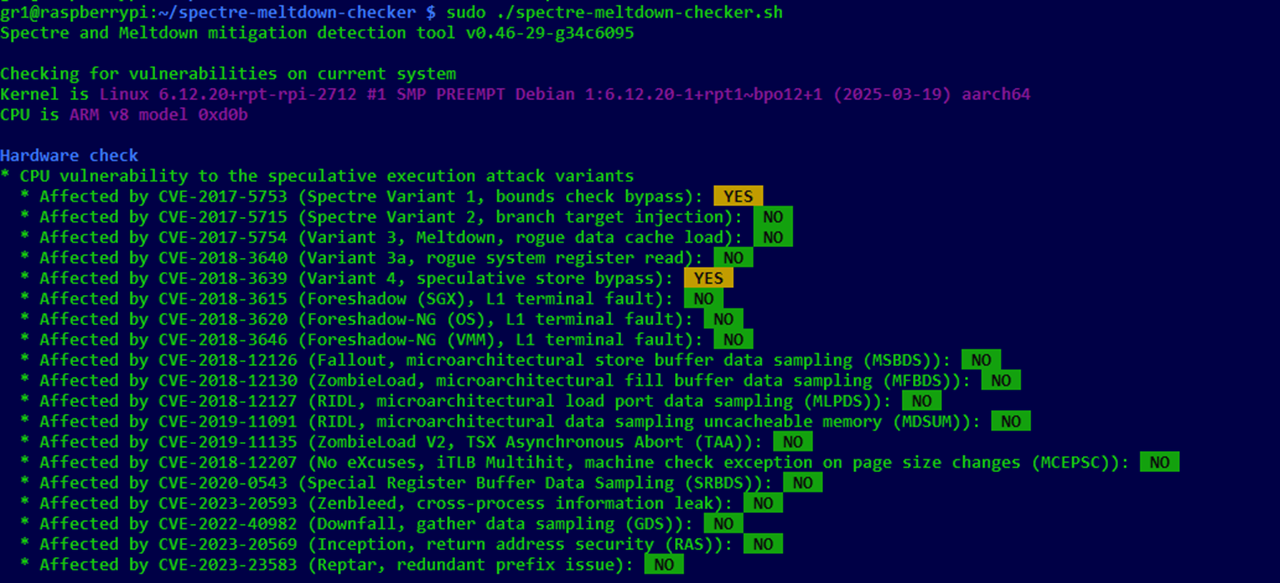 gr1@raspberrypi:~/spectre-meltdown-checker $ sudo ./spectre-meltdown-checker.sh
Spectre and Meltdown mitigation detection tool v0.46-29-g34c6095
Checking for vulnerabilities on current system
Kernel is Linux 6.12.20+rpt-rpi-2712 #1 SMP PREEMPT Debian 1:6.12.20-1+rpt1~bpo12+1 (2025-03-19) aarch64
CPU is ARM v8 model 0xd0b
Hardware check
* CPU vulnerability to the speculative execution attack variants
* Affected by CVE-2017-5753 (Spectre Variant 1, bounds check bypass): YES
* Affected by CVE-2017-5715 (Spectre Variant 2, branch target injection): NO
* Affected by CVE-2017-5754 (Variant 3, Meltdown, rogue data cache load): NO
* Affected by CVE-2018-3640 (Variant 3a, rogue system register read): NO
* Affected by CVE-2018-3639 (Variant 4, speculative store bypass): YES
* Affected by CVE-2018-3615 (Foreshadow (SGX), L1 terminal fault): NO
* Affected by CVE-2018-3620 (Foreshadow-NG (OS), L1 terminal fault): NO
* Affected by CVE-2018-3646 (Foreshadow-NG (VMM), L1 terminal fault): NO
* Affected by CVE-2018-12126 (Fallout, microarchitectural store buffer data sampling (MSBDS)): NO
* Affected by CVE-2018-12130 (ZombieLoad, microarchitectural fill buffer data sampling (MFBDS)): NO
* Affected by CVE-2018-12127 (RIDL, microarchitectural load port data sampling (MLPDS)): NO
* Affected by CVE-2019-11091 (RIDL, microarchitectural data sampling uncacheable memory (MDSUM)): NO
* Affected by CVE-2019-11135 (ZombieLoad V2, TSX Asynchronous Abort (TAA)): NO
* Affected by CVE-2018-12207 (No eXcuses, iTLB Multihit, machine check exception on page size changes (MCEPSC)): NO
* Affected by CVE-2020-0543 (Special Register Buffer Data Sampling (SRBDS)): NO
* Affected by CVE-2023-20593 (Zenbleed, cross-process information leak): NO
* Affected by CVE-2022-40982 (Downfall, gather data sampling (GDS)): NO
* Affected by CVE-2023-20569 (Inception, return address security (RAS)): NO
* Affected by CVE-2023-23583 (Reptar, redundant prefix issue): NO